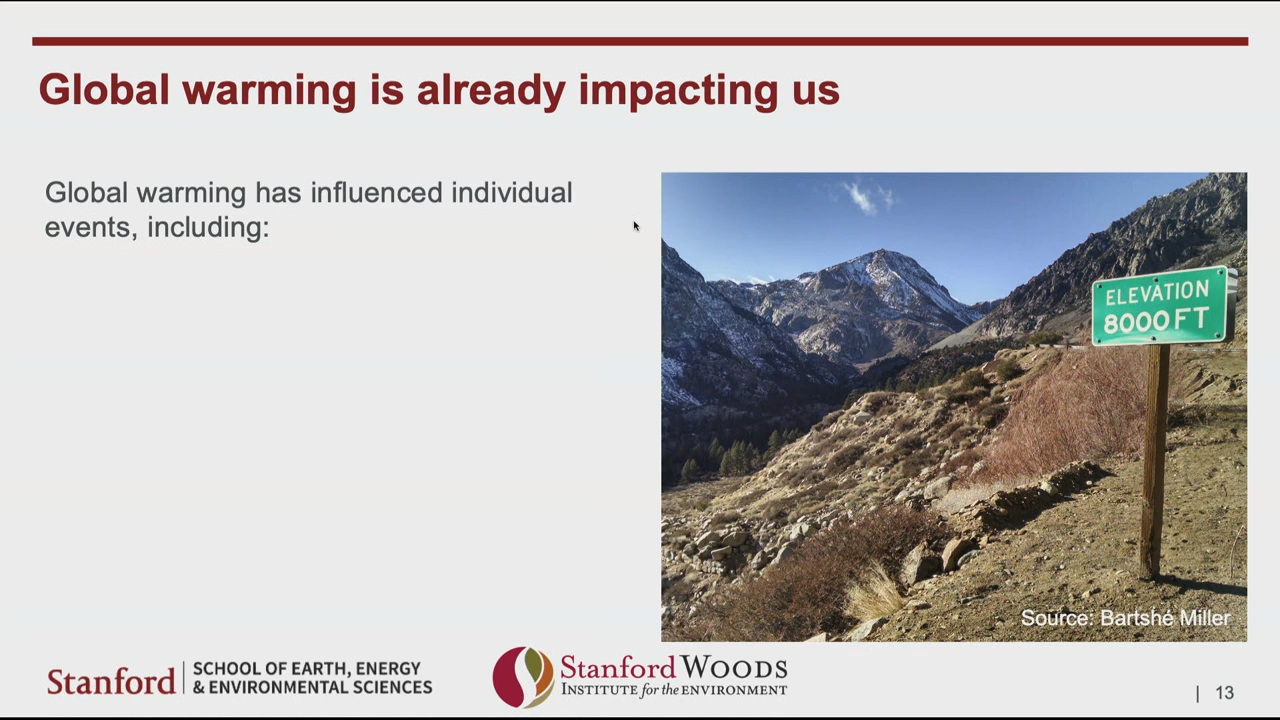 Global warming is already impacting us
Global warming has influenced individual
events, including:
ELEVATION
8000 FT
Source: Bartshé Miller
Stanford
SCHOOL OF EARTH, ENERGY
& ENVIRONMENTAL SCIENCES
Stanford WOODS
INSTITUTE for the ENVIRONMENT
| 13